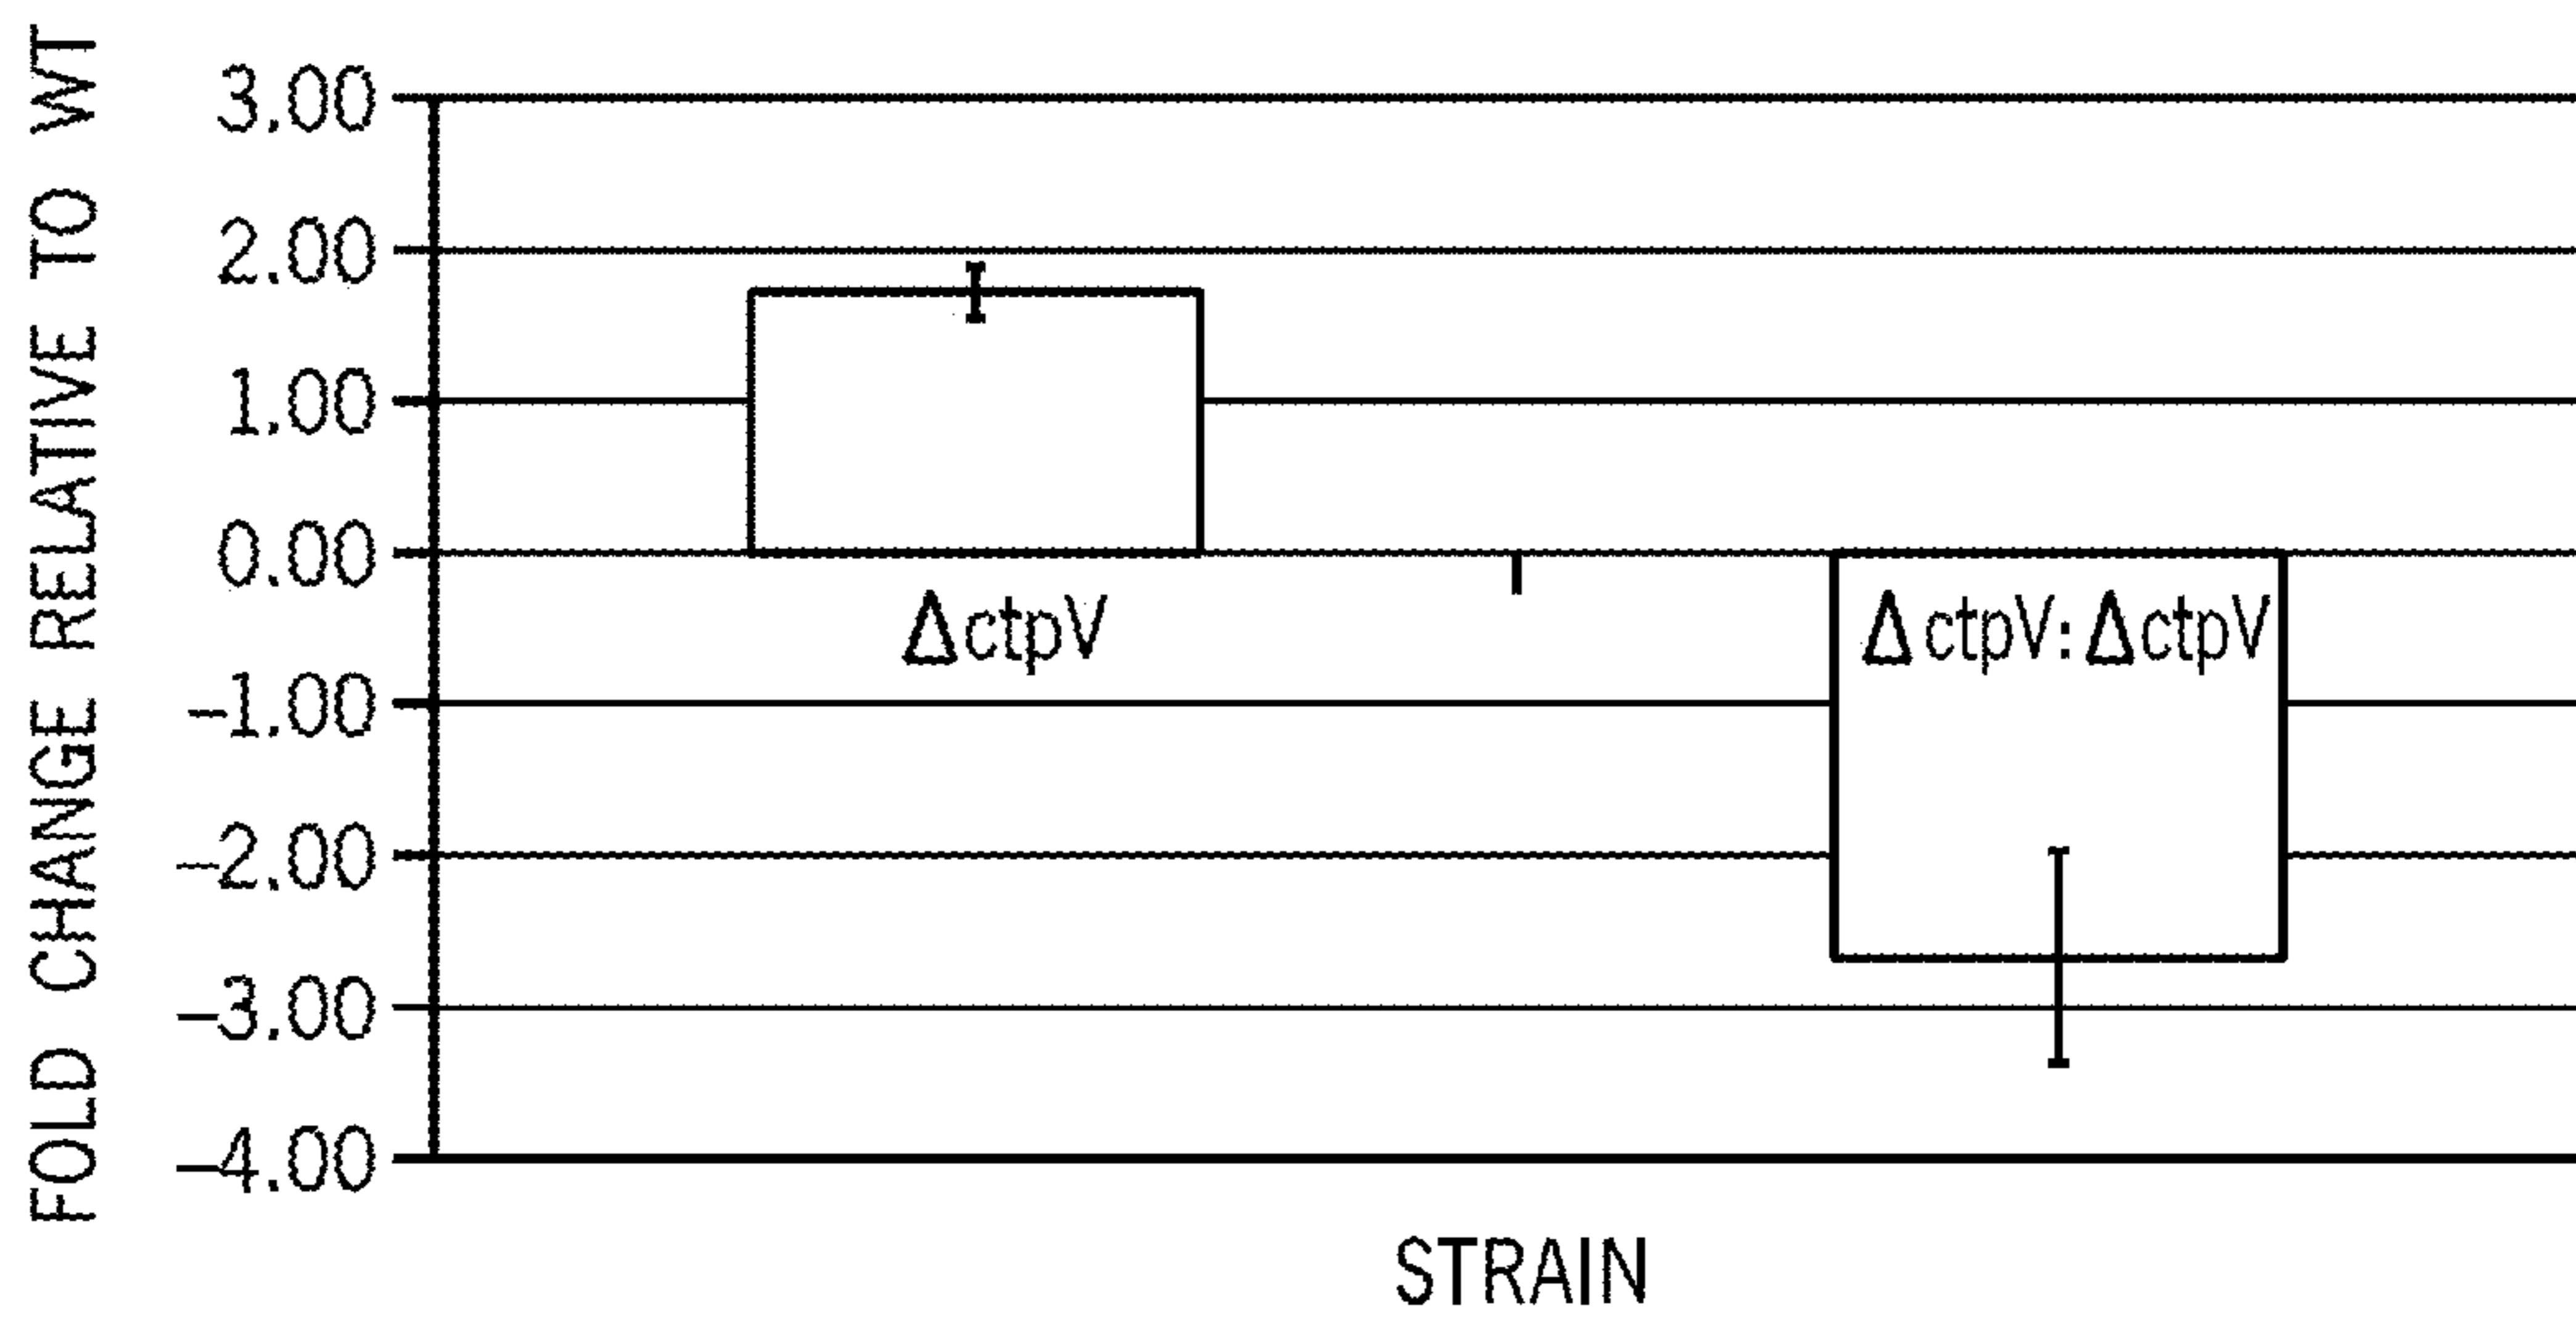 FOLD CHANGE RELATIVE TO WT
3.00
2.00
1.00
0.00
-1.00
-2.00
-3.00
-4.00
ΔctpV
ΔctpV:ΔctpV
STRAIN